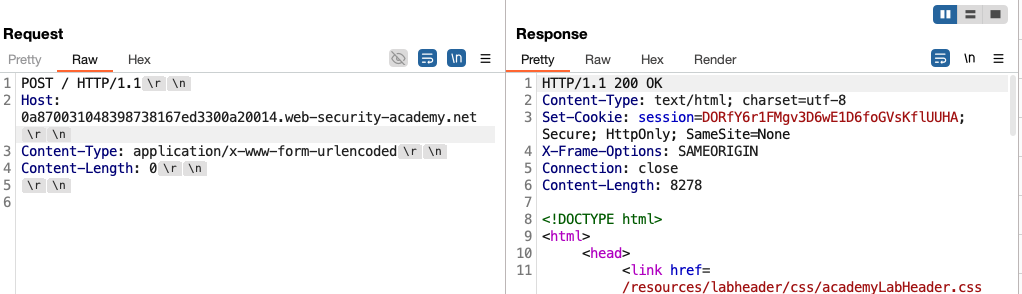 Request
Pretty Raw Hex \n
1 POST / HTTP/1.1 \r \n
2 Host:
0a870031048398738167ed3300a20014.web-security-academy.net
\r \n
3 Content-Type: application/x-www-form-urlencoded \r \n
4 Content-Length: 0 \r \n
5 \r \n
6
Response
Pretty Raw Hex Render \n
1 HTTP/1.1 200 OK
2 Content-Type: text/html; charset=utf-8
3 Set-Cookie: session=DORfY6r1FMgv3D6wE1D6foGVsKflUUHA;
Secure; HttpOnly; SameSite=None
4 X-Frame-Options: SAMEORIGIN
5 Connection: close
6 Content-Length: 8278
7
8 <!DOCTYPE html>
9 <html>
10 <head>
11 <link href=
/resources/labheader/css/academyLabHeader.css